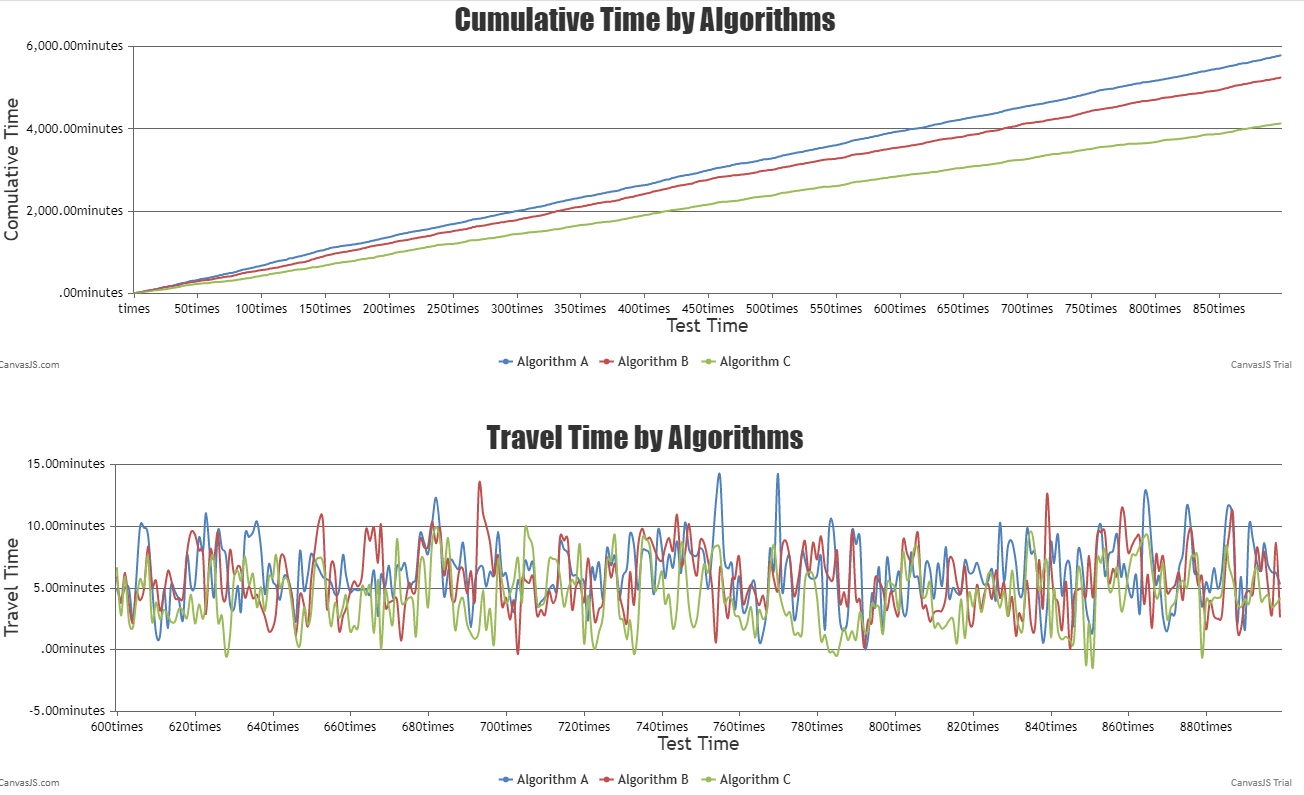 Cumulative Time by Algorithms
Comulative Time
6,000.00minutes
4,000.00minutes
2,000.00minutes
.00minutes
times 50times 100times 150times 200times 250times 300times 350times 400times 450times 500times 550times 600times 650times 700times 750times 800times 850times
Test Time
Algorithm A Algorithm B Algorithm C
CanvasJS.com CanvasJS Trial
Travel Time by Algorithms
Travel Time
15.00minutes
10.00minutes
5.00minutes
.00minutes
-5.00minutes
600times 620times 640times 660times 680times 700times 720times 740times 760times 780times 800times 820times 840times 860times 880times
Test Time
Algorithm A Algorithm B Algorithm C
CanvasJS.com CanvasJS Trial